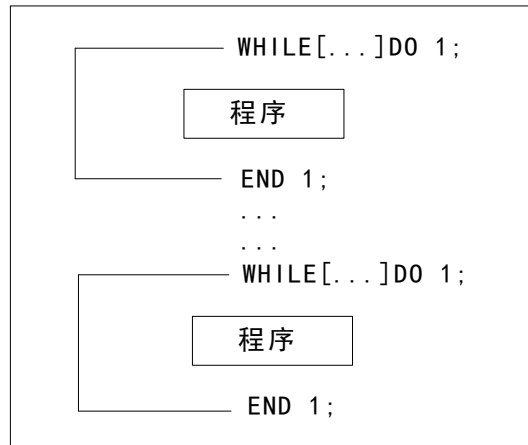 WHILE[...]DO 1;
程序
END 1;
...
...
WHILE[...]DO 1;
程序
END 1;